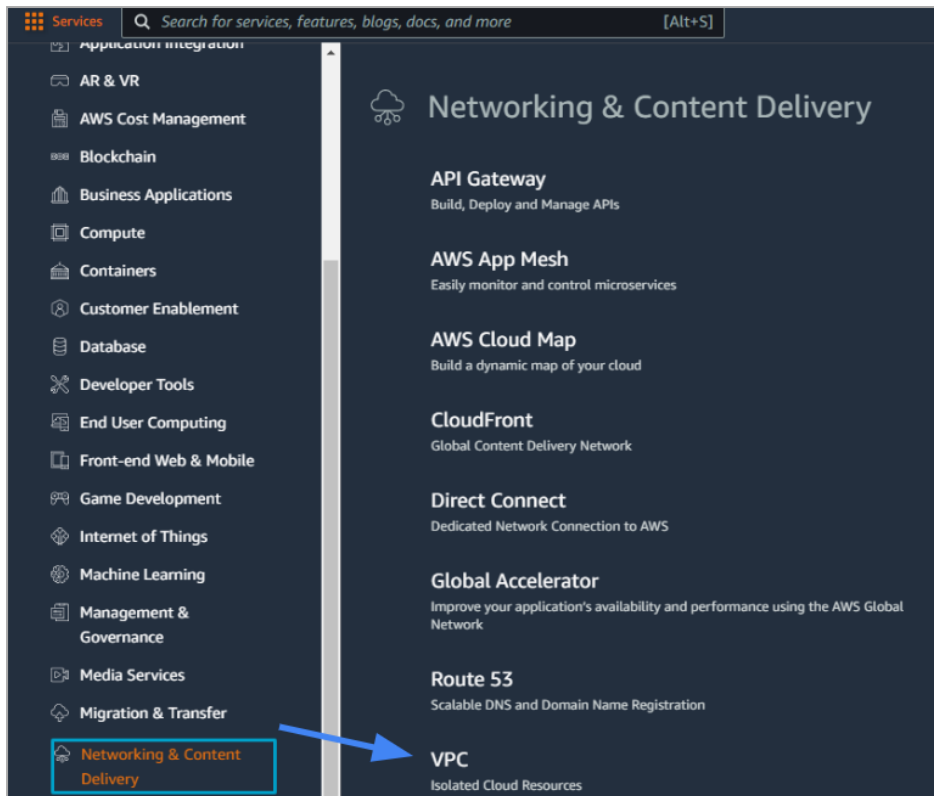 Services
Search for services, features, blogs, docs, and more [Alt+S]
Application Integration
AR & VR
AWS Cost Management
Blockchain
Business Applications
Compute
Containers
Customer Enablement
Database
Developer Tools
End User Computing
Front-end Web & Mobile
Game Development
Internet of Things
Machine Learning
Management &
Governance
Media Services
Migration & Transfer
Networking & Content
Delivery
Networking & Content Delivery
API Gateway
Build, Deploy and Manage APIs
AWS App Mesh
Easily monitor and control microservices
AWS Cloud Map
Build a dynamic map of your cloud
CloudFront
Global Content Delivery Network
Direct Connect
Dedicated Network Connection to AWS
Global Accelerator
Improve your application's availability and performance using the AWS Global
Network
Route 53
Scalable DNS and Domain Name Registration
VPC
Isolated Cloud Resources